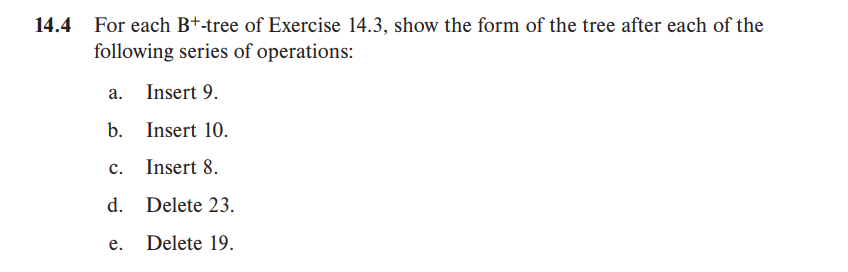 14.4 For each B+-tree of Exercise 14.3, show the form of the tree after each of the
following series of operations:
a. Insert 9.
b. Insert 10.
c. Insert 8.
d. Delete 23.
e. Delete 19.